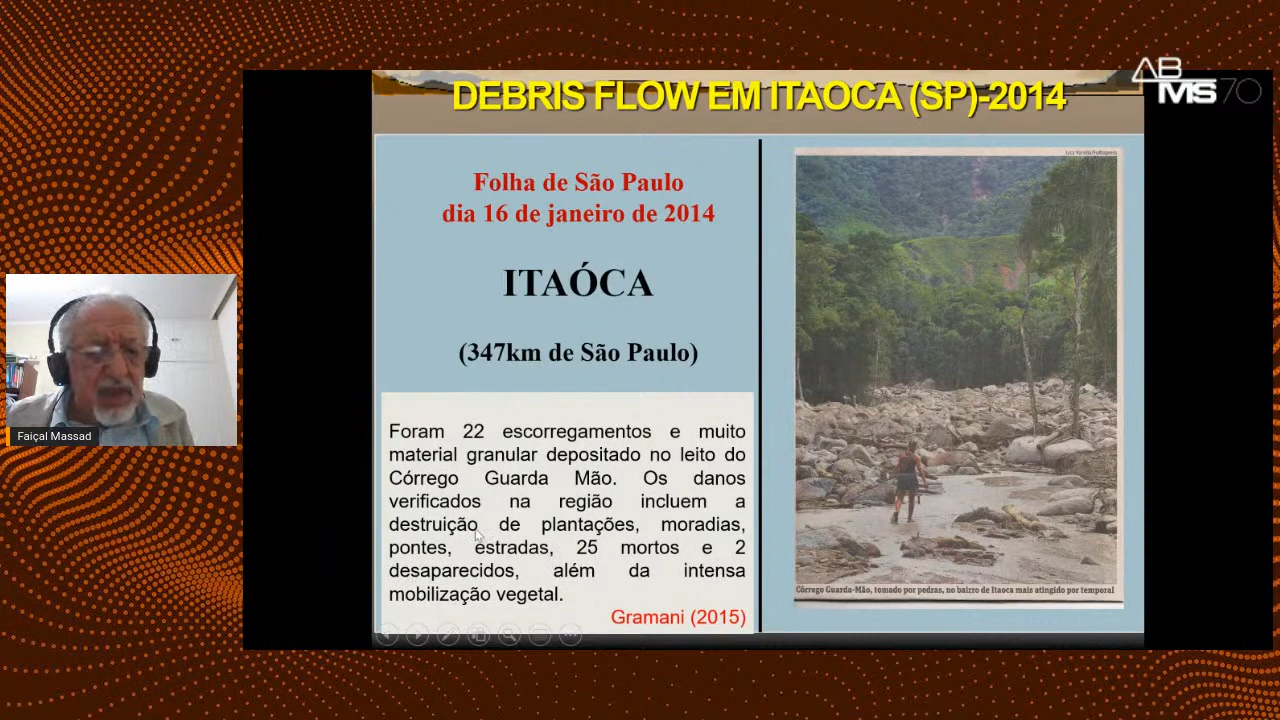 DEBRIS FLOW EM ITAOCA (SP)-2014
AB
MS70
Folha de São Paulo
dia 16 de janeiro de 2014
ITAÓCA
(347km de São Paulo)
Foram 22 escorregamentos e muito
material granular depositado no leito do
Córrego Guarda Mão. Os danos
verificados na região incluem a
destruição de plantações, moradias,
pontes, estradas, 25 mortos e 2
desaparecidos, além da intensa
mobilização vegetal.
Gramani (2015)
Córrego Guarda-Mão, tomado por pedras, no bairro de Itaoca mais atingido por temporal
Faiçal Massad